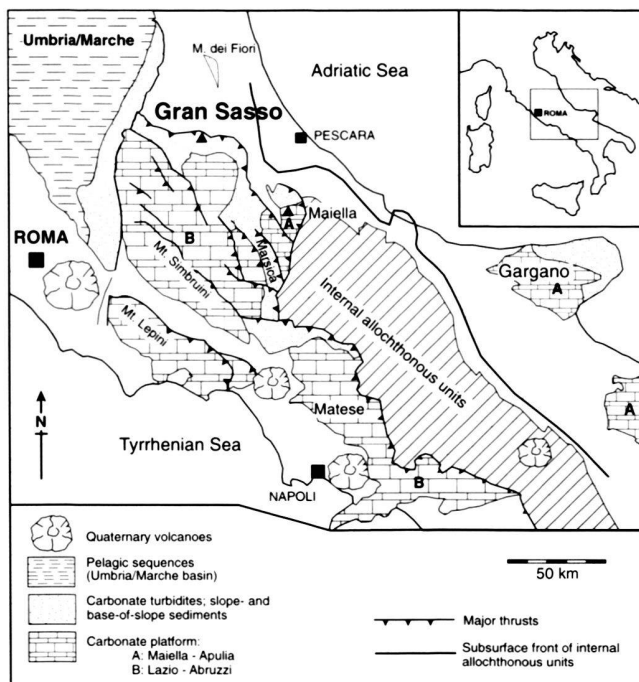 Umbria/Marche
M. dei Fiori
Adriatic Sea
Gran Sasso
PESCARA
ROMA
ROMA
A
Maiella
B
Marsica
Mt. Simbruini
Gargano
A
Internal allochthonous units
Mt. Lepini
A
N
Matese
Tyrrhenian Sea
B
NAPOLI
Quaternary volcanoes
Pelagic sequences
(Umbria/Marche basin)
Carbonate turbidites; slope- and
base-of-slope sediments
Carbonate platform:
A: Maiella - Apulia
B: Lazio - Abruzzi
50 km
Major thrusts
Subsurface front of internal
allochthonous units